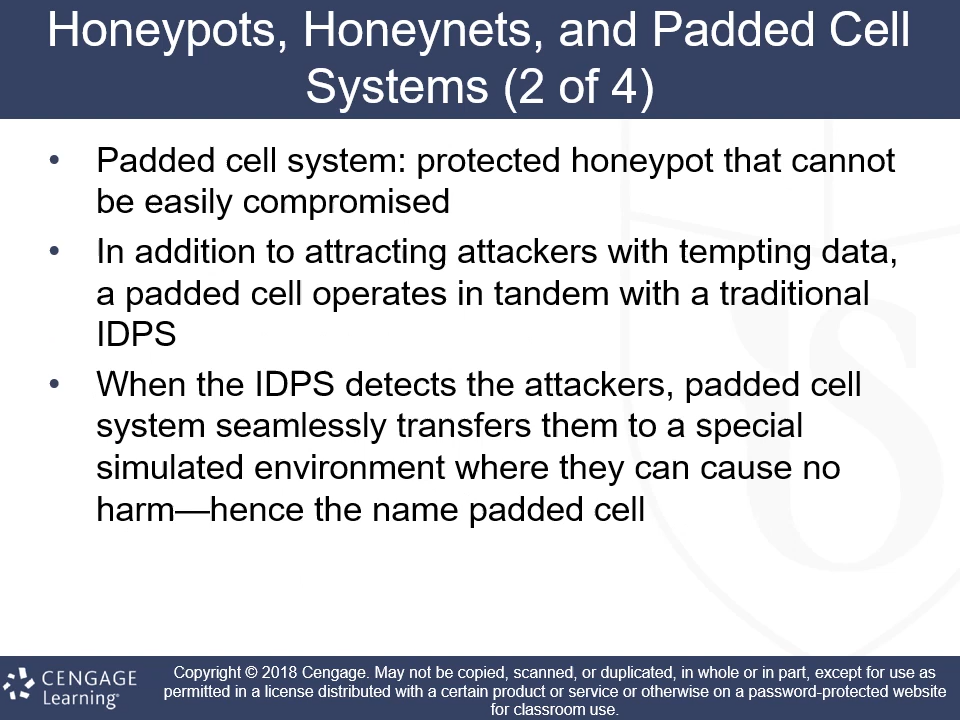 Honeypots, Honeynets, and Padded Cell
Systems (2 of 4)
• Padded cell system: protected honeypot that cannot
be easily compromised
• In addition to attracting attackers with tempting data,
a padded cell operates in tandem with a traditional
IDPS
• When the IDPS detects the attackers, padded cell
system seamlessly transfers them to a special
simulated environment where they can cause no
harm—hence the name padded cell
CENGAGE
Learning™
Copyright © 2018 Cengage. May not be copied, scanned, or duplicated, in whole or in part, except for use as
permitted in a license distributed with a certain product or service or otherwise on a password-protected website
for classroom use.